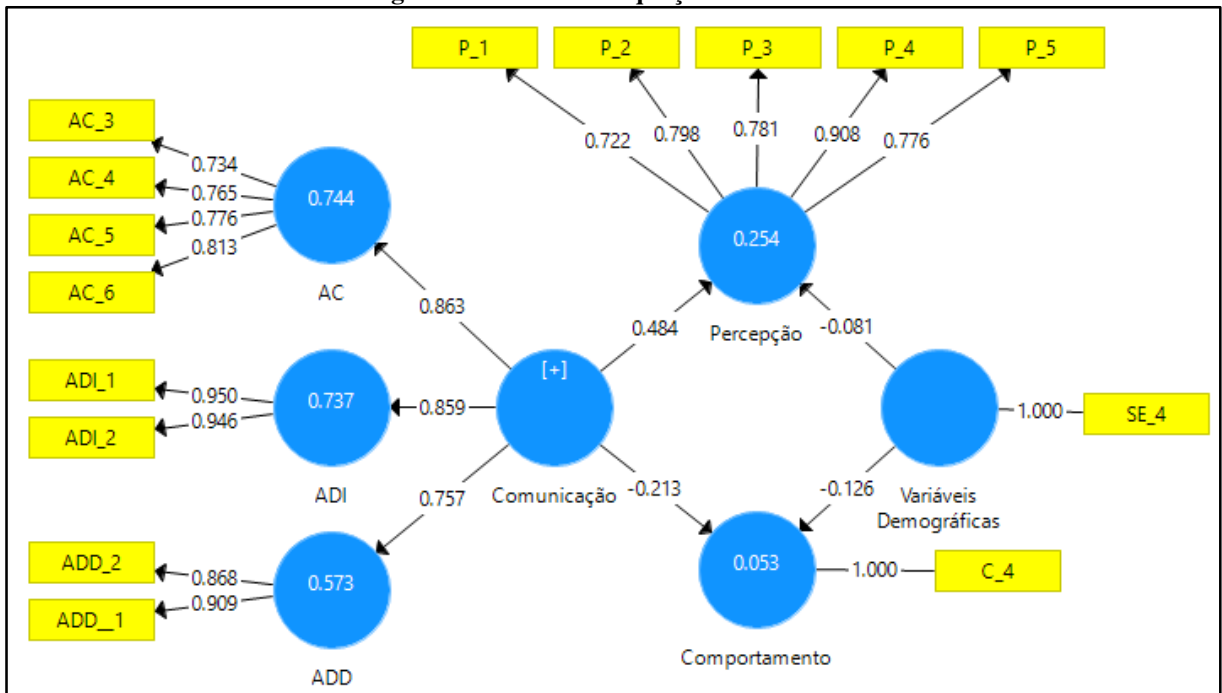 P_1
P_2
P_3
P_4
P_5
0.722
0.798
0.781
0.908
0.776
AC_3
AC_4
AC_5
AC_6
0.734
0.765
0.776
0.813
0.744
AC
0.863
0.254
Percepção
0.484
-0.081
ADI_1
ADI_2
0.950
0.946
0.737
ADI
0.859
[+]
Comunicação
1.000
SE_4
Variáveis
Demográficas
0.757
-0.213
-0.126
ADD_2
ADD__1
0.868
0.909
0.573
ADD
0.053
1.000
C_4
Comportamento